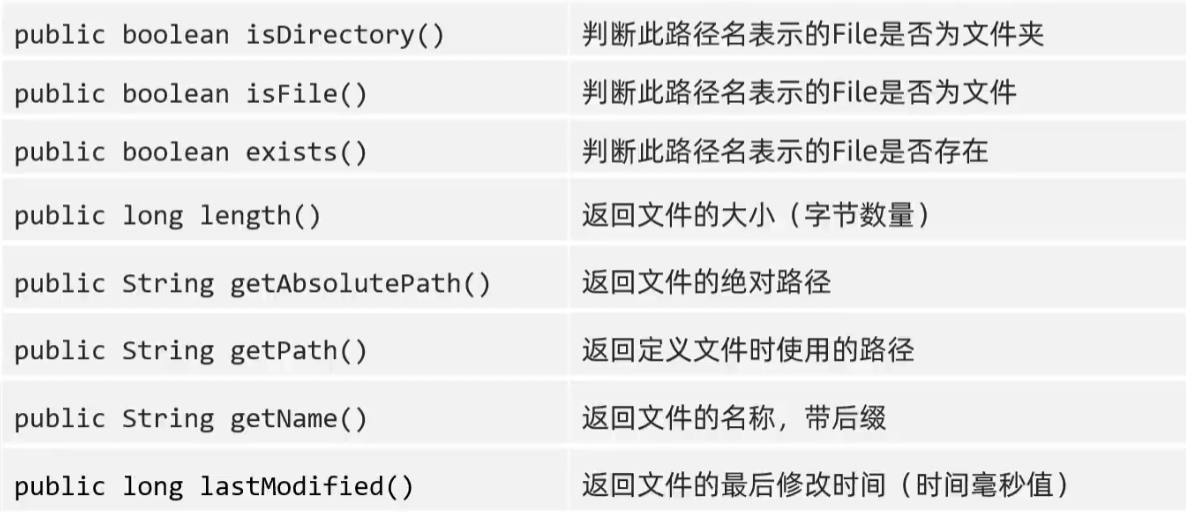 public boolean isDirectory() 判断此路径名表示的File是否为文件夹
public boolean isFile() 判断此路径名表示的File是否为文件
public boolean exists() 判断此路径名表示的File是否存在
public long length() 返回文件的大小（字节数量）
public String getAbsolutePath() 返回文件的绝对路径
public String getPath() 返回定义文件时使用的路径
public String getName() 返回文件的名称，带后缀
public long lastModified() 返回文件的最后修改时间（时间毫秒值）